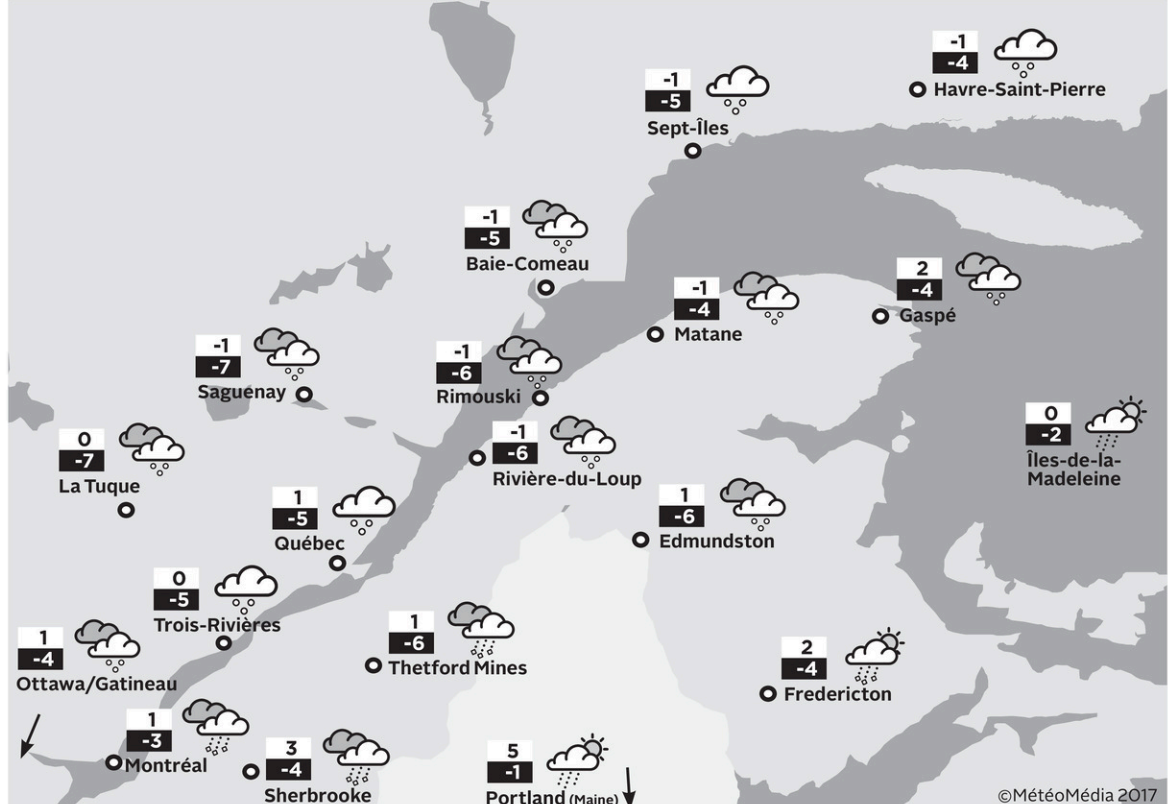 -1
-4
Havre-Saint-Pierre
-1
-5
Sept-Îles
-1
-5
Baie-Comeau
2
-4
Gaspé
-1
-4
Matane
-1
-7
Saguenay
-1
-6
Rimouski
0
-2
Îles-de-la-
Madeleine
0
-7
La Tuque
-1
-6
Rivière-du-Loup
1
-5
Québec
1
-6
Edmundston
0
-5
Trois-Rivières
1
-4
Ottawa/Gatineau
1
-6
Thetford Mines
2
-4
Fredericton
1
-3
Montréal
3
-4
Sherbrooke
5
-1
Portland (Maine)
©MétéoMédia 2017